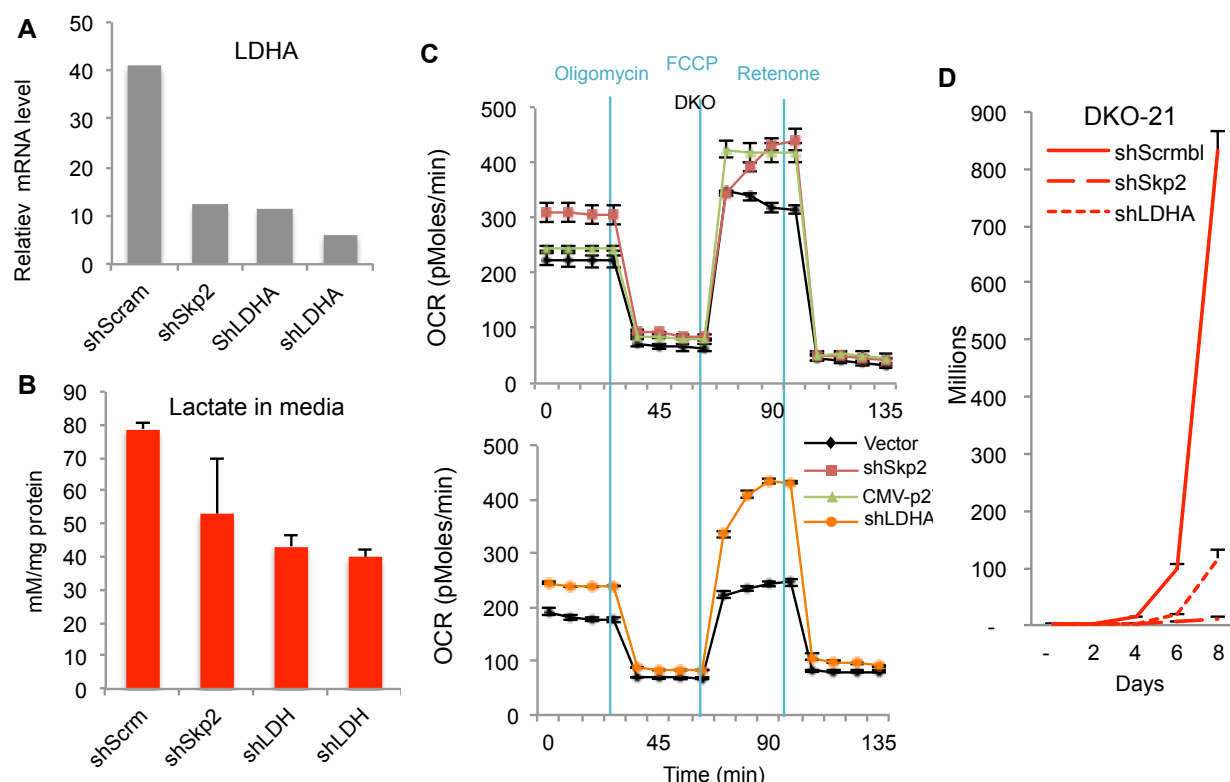 A
LDHA
Relatiev mRNA level
50
40
30
20
10
0
shScram
shSkp2
ShLDHA
shLDHA
B
Lactate in media
mM/mg protein
90
80
70
60
50
40
30
20
10
0
shScrm
shSkp2
shLDH
shLDH
C
Oligomycin
FCCP
Retenone
DKO
OCR (pMoles/min)
500
400
300
200
100
0
0 45 90 135
OCR (pMoles/min)
500
400
300
200
100
0
0 45 90 135
Time (min)
Vector
shSkp2
CMV-p2
shLDHA
D
DKO-21
shScrmbl
shSkp2
shLDHA
Millions
900
800
700
600
500
400
300
200
100
-
- 2 4 6 8
Days